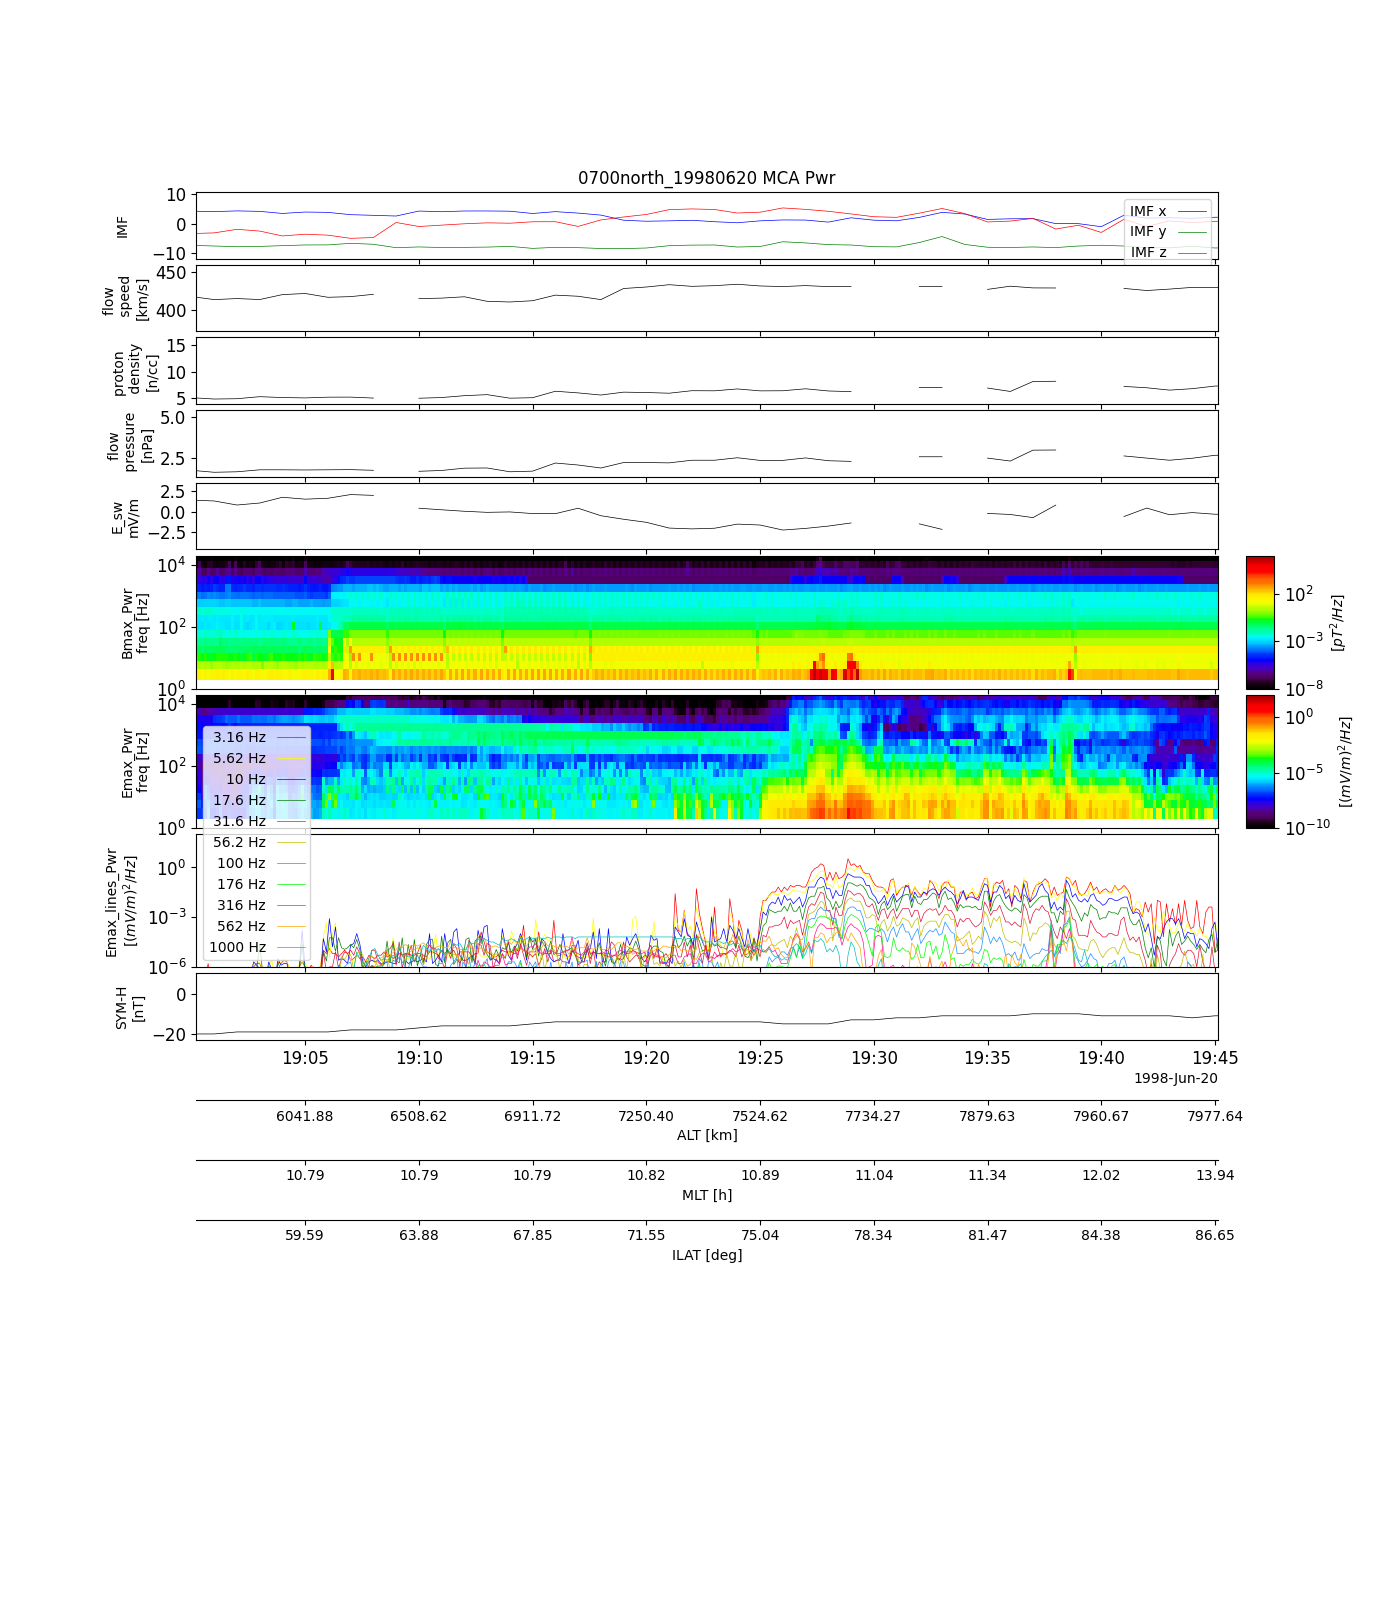 0700north_19980620 MCA Pwr
10
0
−10
IMF
IMF x
IMF y
IMF z
450
400
flow
speed
[km/s]
15
10
5
proton
density
[n/cc]
5.0
2.5
flow
pressure
[nPa]
2.5
0.0
−2.5
E_sw
mV/m
10^4
10^2
10^0
Bmax_Pwr
freq [Hz]
10^2
10^−3
10^−8
[pT^2/Hz]
10^4
10^2
10^0
Emax_Pwr
freq [Hz]
10^0
10^−5
10^−10
[(mV/m)^2/Hz]
3.16 Hz
5.62 Hz
10 Hz
17.6 Hz
31.6 Hz
56.2 Hz
100 Hz
176 Hz
316 Hz
562 Hz
1000 Hz
10^0
10^−3
10^−6
Emax_lines_Pwr
[(mV/m)^2/Hz]
0
−20
SYM-H
[nT]
19:05 19:10 19:15 19:20 19:25 19:30 19:35 19:40 19:45
1998-Jun-20
6041.88 6508.62 6911.72 7250.40 7524.62 7734.27 7879.63 7960.67 7977.64
ALT [km]
10.79 10.79 10.79 10.82 10.89 11.04 11.34 12.02 13.94
MLT [h]
59.59 63.88 67.85 71.55 75.04 78.34 81.47 84.38 86.65
ILAT [deg]